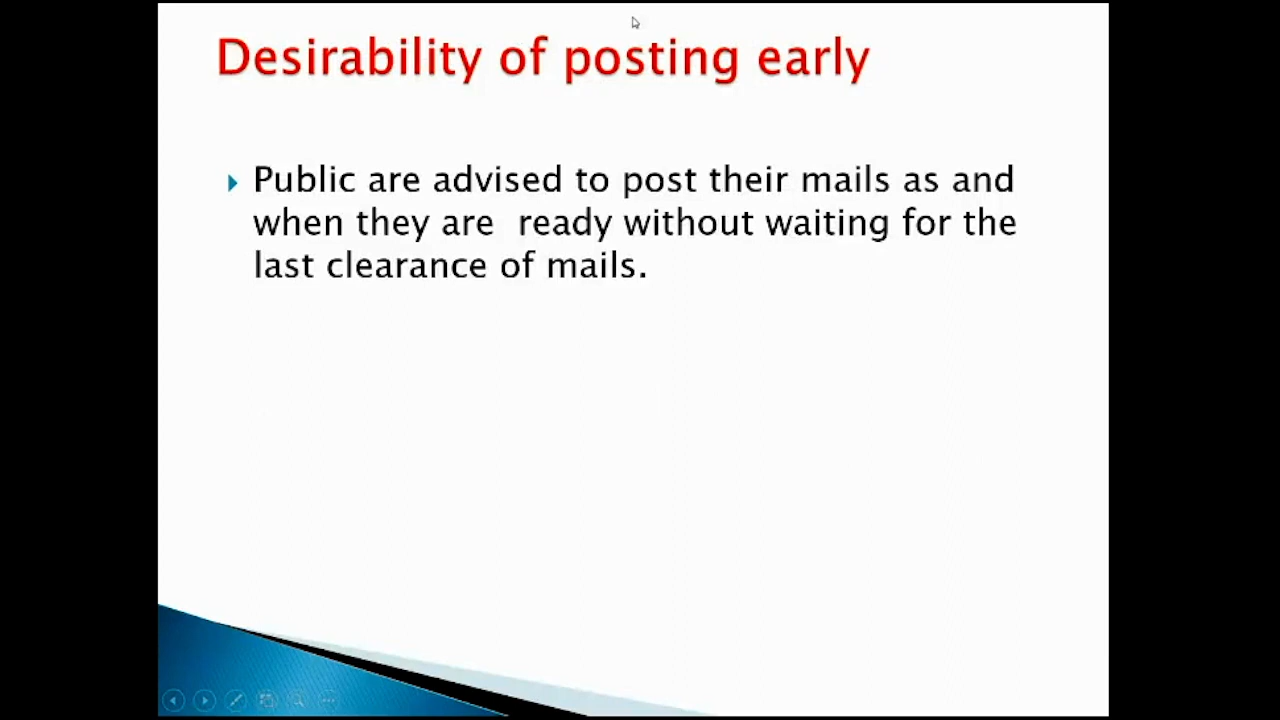 Desirability of posting early
Public are advised to post their mails as and
when they are  ready without waiting for the
last clearance of mails.